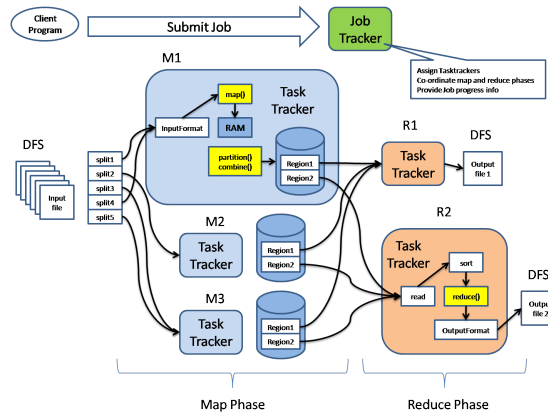 Client
Program
Submit Job
Job
Tracker
Assign Tasktrackers
Co-ordinate map and reduce phases
Provide Job progress info
M1
map()
Task
Tracker
InputFormat
RAM
partition()
combine()
Region1
Region2
DFS
Input
file
split1
split2
split3
split4
split5
R1
Task
Tracker
DFS
Output
file 1
M2
Task
Tracker
Region1
Region2
R2
Task
Tracker
sort
read
reduce()
OutputFormat
DFS
Output
file 2
M3
Task
Tracker
Region1
Region2
Map Phase
Reduce Phase